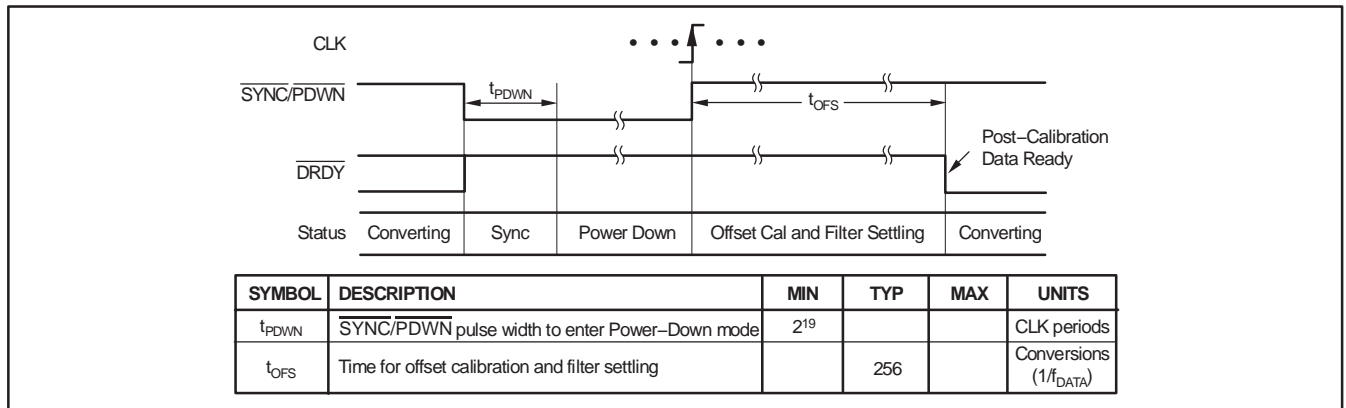 CLK
SYNC/PDWN
tPDWN
tOFS
Post–Calibration
Data Ready
DRDY
Status Converting Sync Power Down Offset Cal and Filter Settling Converting
SYMBOL DESCRIPTION MIN TYP MAX UNITS
tPDWN SYNC/PDWN pulse width to enter Power–Down mode 2¹⁹ CLK periods
tOFS Time for offset calibration and filter settling 256 Conversions
(1/fDATA)